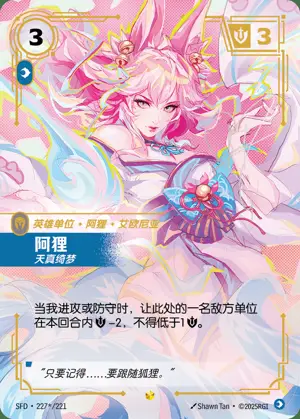 3
3
英雄单位 • 阿狸 • 艾欧尼亚
阿狸
天真绮梦
当我进攻或防守时，让此处的一名敌方单位
在本回合内-2，不得低于1。
"只要记得……要跟随狐狸。"
SFD • 227*/221
Shawn Tan • ©2025RGI